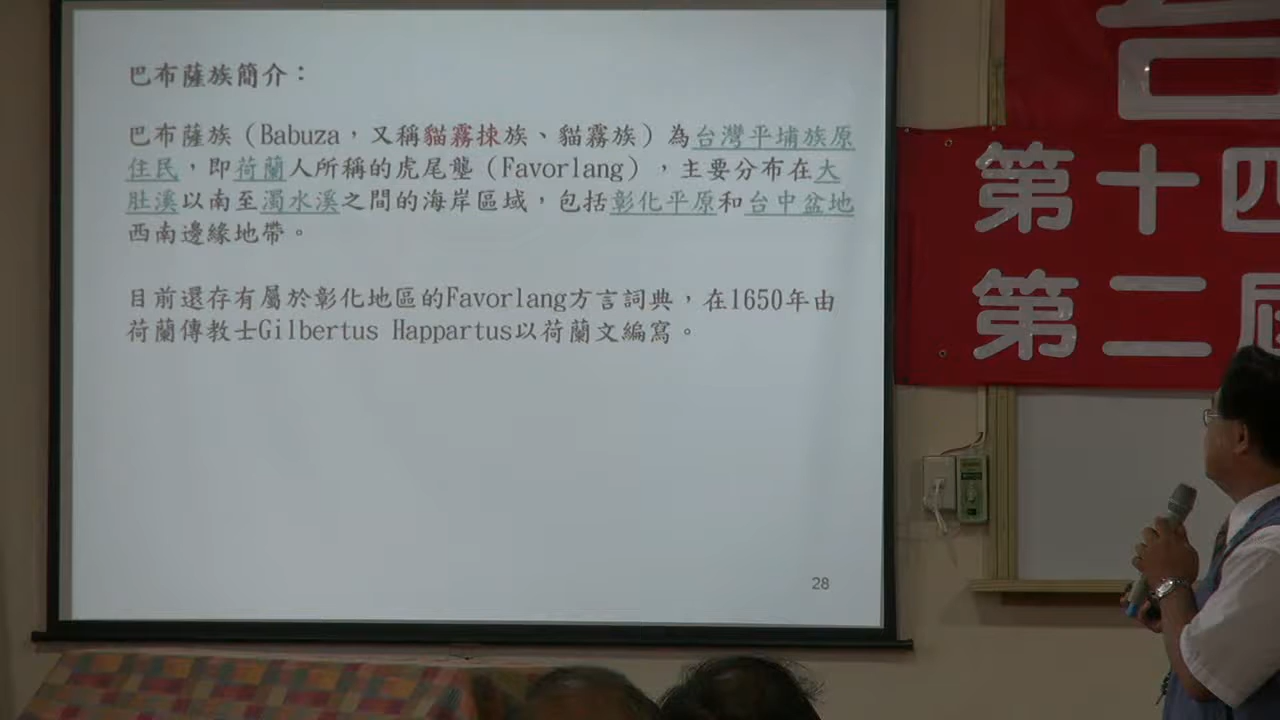 巴布薩族簡介：
巴布薩族（Babuza，又稱貓霧捒族、貓霧族）為台灣平埔族原
住民，即荷蘭人所稱的虎尾壟（Favorlang），主要分布在大
肚溪以南至濁水溪之間的海岸區域，包括彰化平原和台中盆地
西南邊緣地帶。
目前還存有屬於彰化地區的Favorlang方言詞典，在1650年由
荷蘭傳教士Gilbertus Happartus以荷蘭文編寫。
28
台
第十四
第二屆